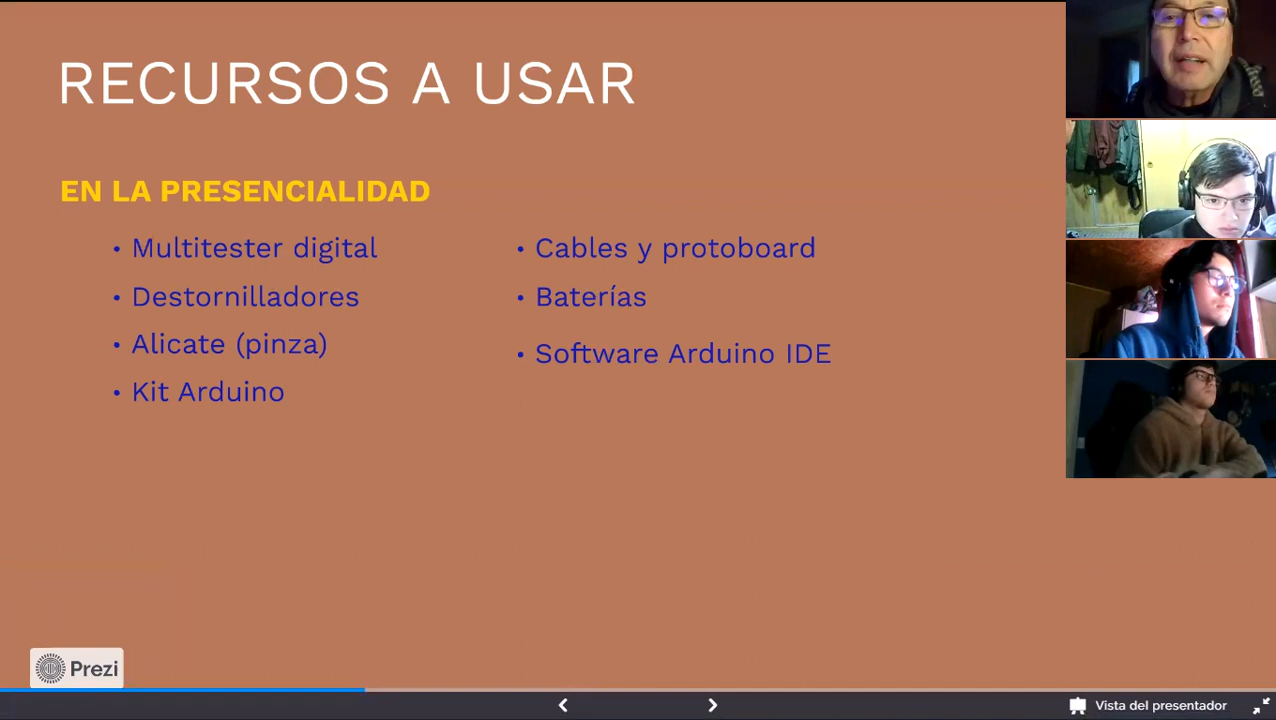 RECURSOS A USAR
EN LA PRESENCIALIDAD
• Multitester digital
• Destornilladores
• Alicate (pinza)
• Kit Arduino
• Cables y protoboard
• Baterías
• Software Arduino IDE
Prezi
Vista del presentador